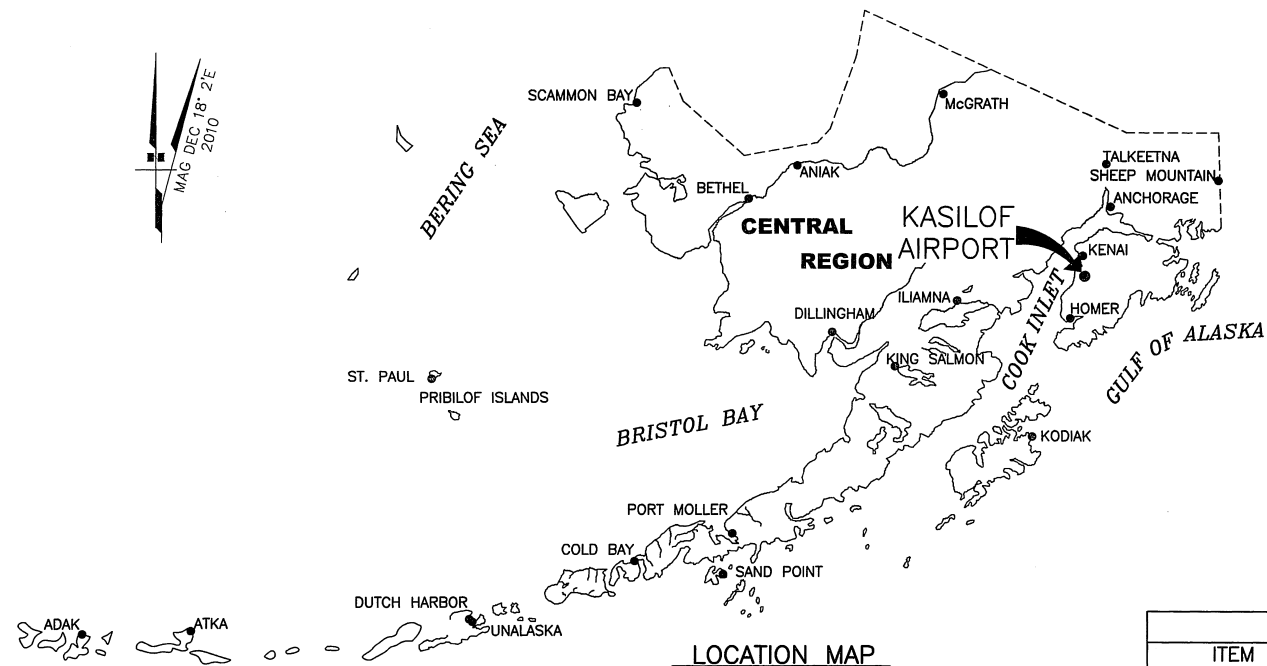 MAG DEC 18° 2'E
2010
SCAMMON BAY
McGRATH
BERING SEA
ANIAK
BETHEL
TALKEETNA
SHEEP MOUNTAIN
ANCHORAGE
CENTRAL
REGION
KASILOF
AIRPORT
KENAI
ILIAMNA
COOK INLET
HOMER
DILLINGHAM
GULF OF ALASKA
KING SALMON
ST. PAUL
PRIBILOF ISLANDS
BRISTOL BAY
KODIAK
PORT MOLLER
COLD BAY
SAND POINT
DUTCH HARBOR
UNALASKA
ADAK
ATKA
LOCATION MAP
ITEM